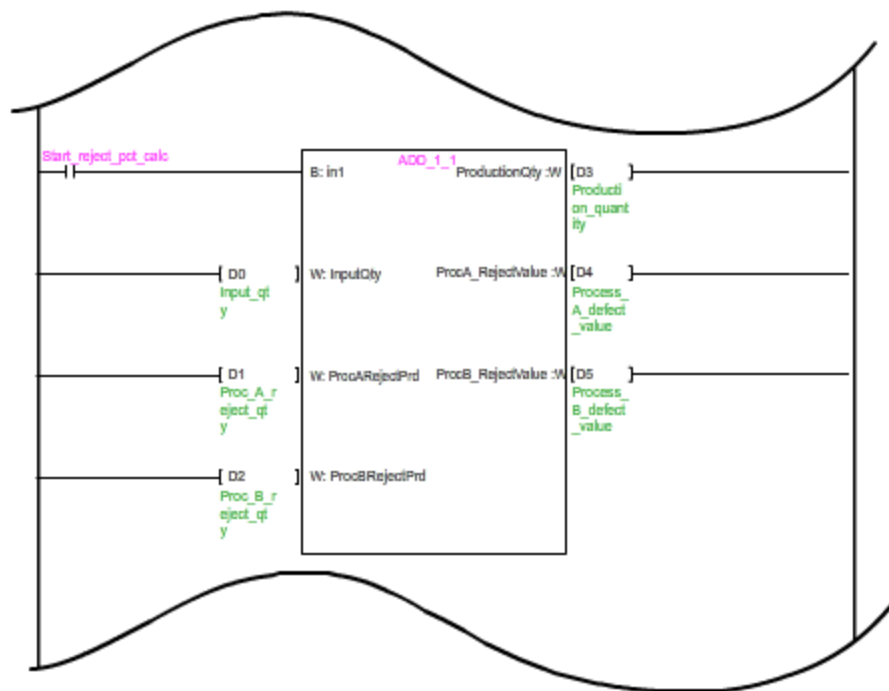 Start_reject_pct_calc
ADD_1_1
B: in1
ProductionQty :W
[D3 ]
Producti
on_quant
ity
[ D0 ]
W: InputQty
ProcA_RejectValue :W
[D4 ]
Input_qt
y
Process_
A_defect
_value
[ D1 ]
W: ProcARejectPrd
ProcB_RejectValue :W
[D5 ]
Proc_A_r
eject_qt
y
Process_
B_defect
_value
[ D2 ]
W: ProcBRejectPrd
Proc_B_r
eject_qt
y